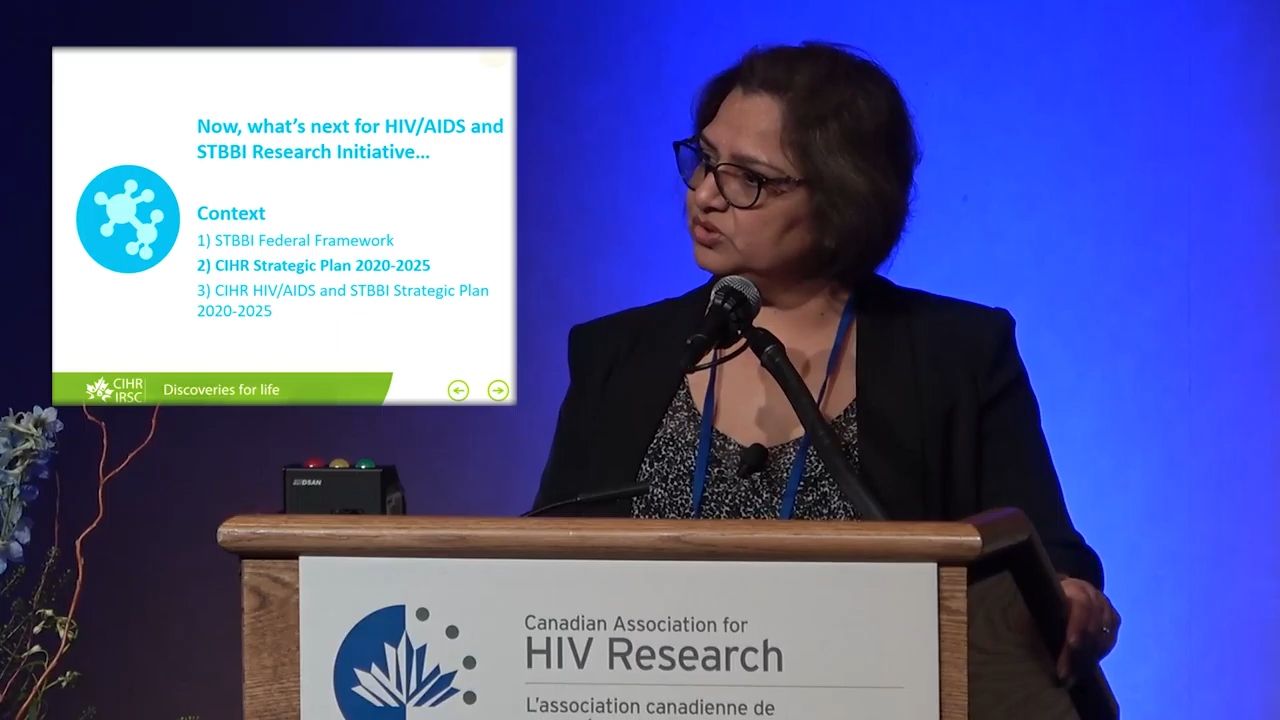 Now, what's next for HIV/AIDS and
STBBI Research Initiative...
Context
1) STBBI Federal Framework
2) CIHR Strategic Plan 2020-2025
3) CIHR HIV/AIDS and STBBI Strategic Plan
2020-2025
CIHR
IRSC
Discoveries for life
DSAN
Canadian Association for
HIV Research
L'association canadienne de